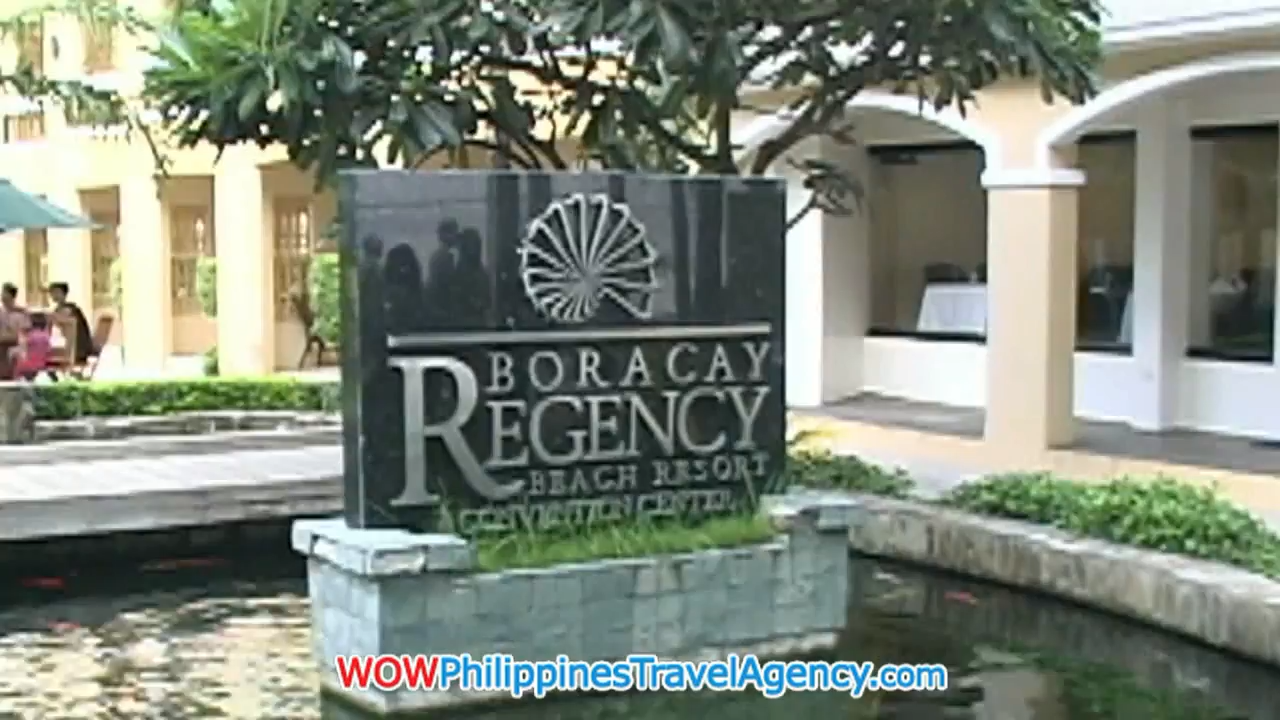 BORACAY
REGENCY
BEACH RESORT
CONVENTION CENTER
WOWPhilippinesTravelAgency.com